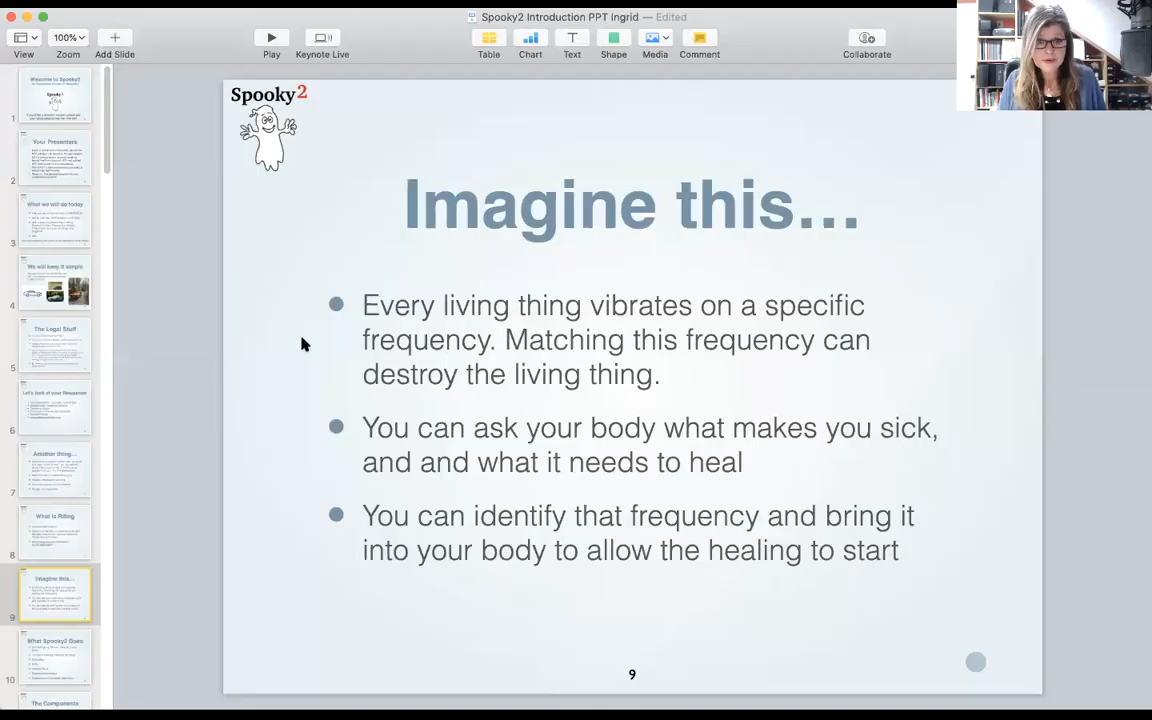 Spooky2 Introduction PPT Ingrid — Edited
100%
View
Zoom
Add Slide
Play
Keynote Live
Table
Chart
Text
Shape
Media
Comment
Collaborate
Welcome to Spooky2
1
Your Presenters
2
What we will do today
3
We will keep it simple
4
The Legal Stuff
5
Let's look at your Resources
6
Another thing...
7
What is Rifing
8
Imagine this...
9
What Spooky2 Does
10
The Components
Spooky2
Imagine this...
Every living thing vibrates on a specific
frequency. Matching this frequency can
destroy the living thing.
You can ask your body what makes you sick,
and and what it needs to heal
You can identify that frequency and bring it
into your body to allow the healing to start
9